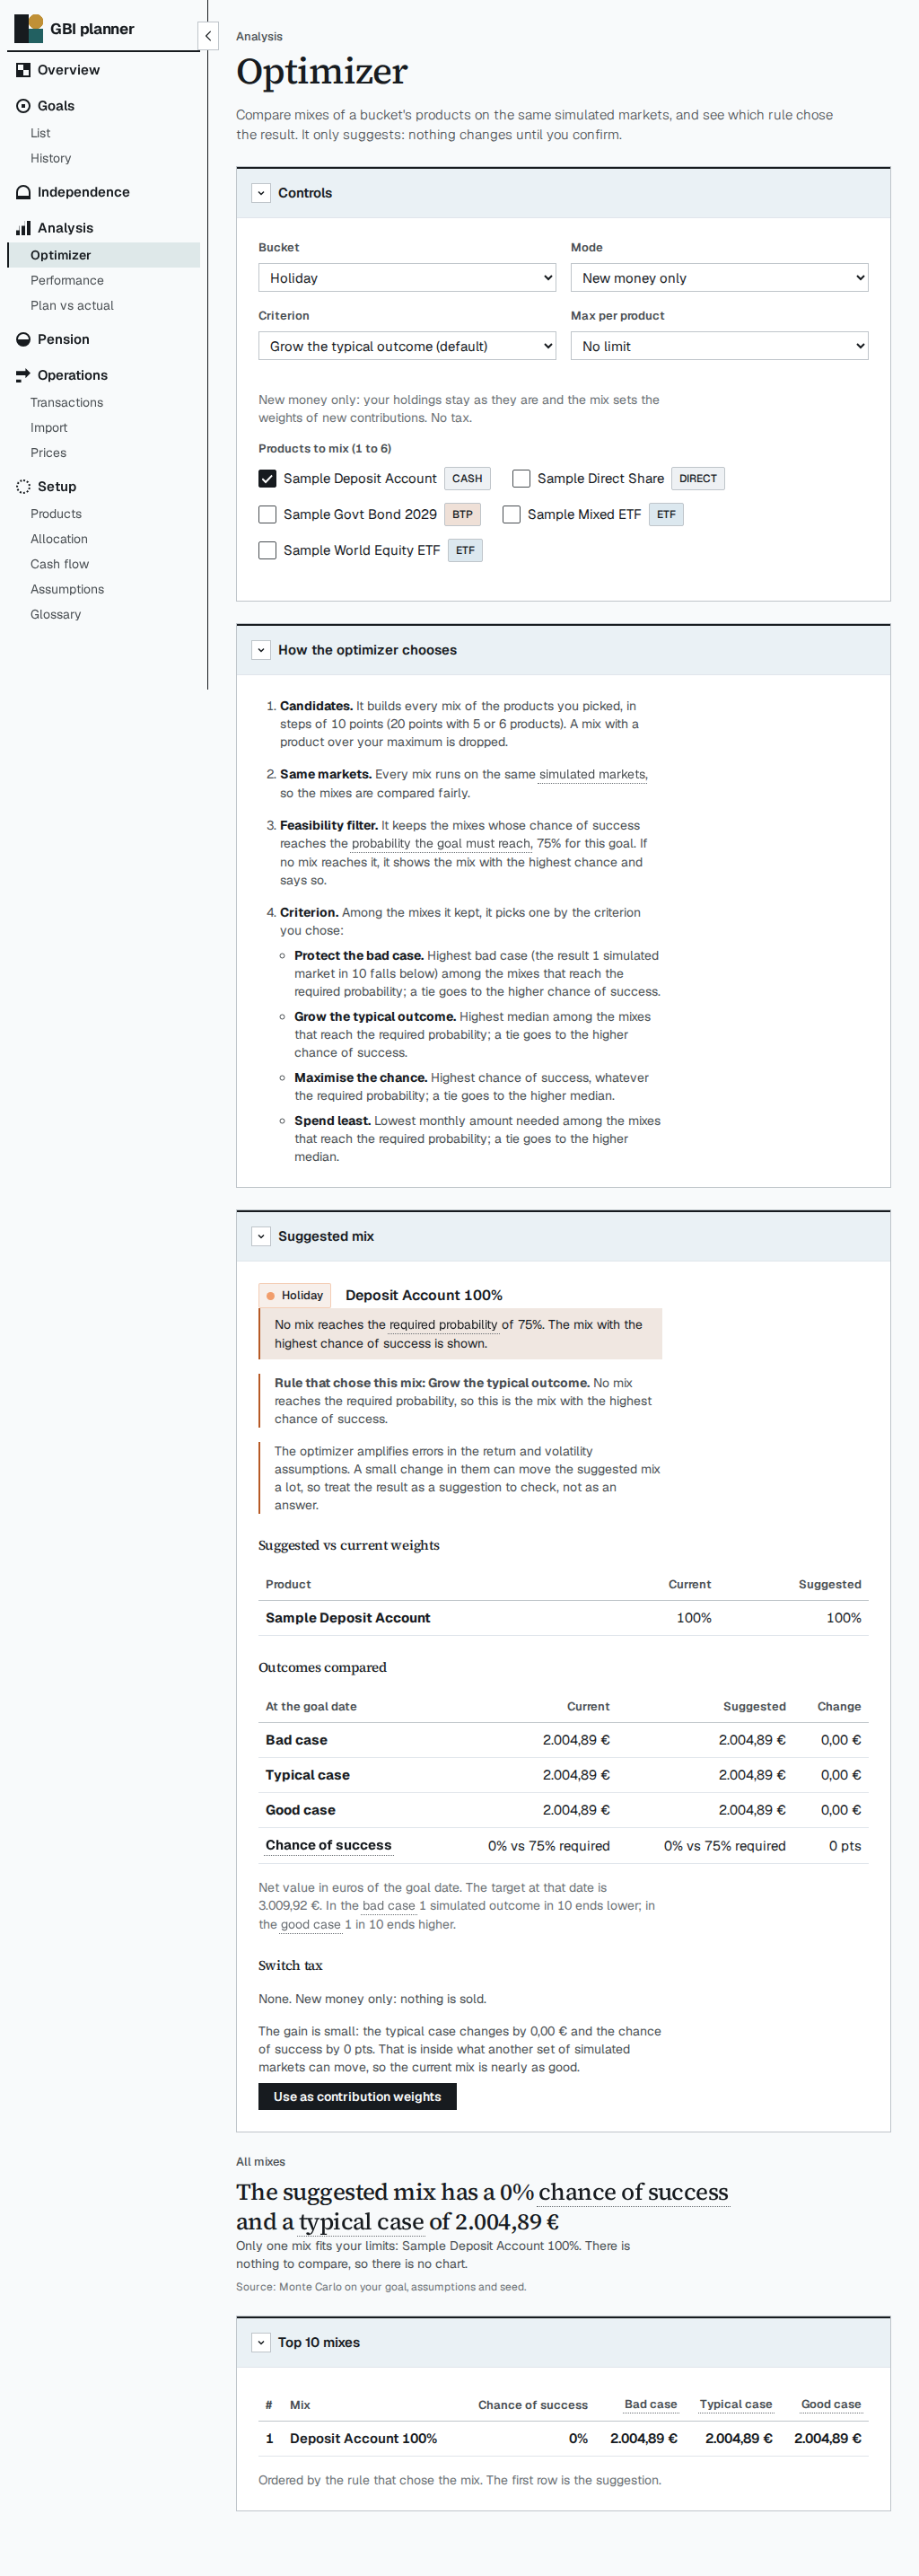 GBI planner
Overview
Goals
List
History
Independence
Analysis
Optimizer
Performance
Plan vs actual
Pension
Operations
Transactions
Import
Prices
Setup
Products
Allocation
Cash flow
Assumptions
Glossary
Analysis
Optimizer
Compare mixes of a bucket's products on the same simulated markets, and see which rule chose
the result. It only suggests: nothing changes until you confirm.
Controls
Bucket
Mode
Holiday
New money only
Criterion
Max per product
Grow the typical outcome (default)
No limit
New money only: your holdings stay as they are and the mix sets the
weights of new contributions. No tax.
Products to mix (1 to 6)
Sample Deposit Account CASH Sample Direct Share DIRECT
Sample Govt Bond 2029 BTP Sample Mixed ETF ETF
Sample World Equity ETF ETF
How the optimizer chooses
1. Candidates. It builds every mix of the products you picked, in
steps of 10 points (20 points with 5 or 6 products). A mix with a
product over your maximum is dropped.
2. Same markets. Every mix runs on the same simulated markets,
so the mixes are compared fairly.
3. Feasibility filter. It keeps the mixes whose chance of success
reaches the probability the goal must reach, 75% for this goal. If
no mix reaches it, it shows the mix with the highest chance and
says so.
4. Criterion. Among the mixes it kept, it picks one by the criterion
you chose:
Protect the bad case. Highest bad case (the result 1 simulated
market in 10 falls below) among the mixes that reach the
required probability; a tie goes to the higher chance of success.
Grow the typical outcome. Highest median among the mixes
that reach the required probability; a tie goes to the higher
chance of success.
Maximise the chance. Highest chance of success, whatever
the required probability; a tie goes to the higher median.
Spend least. Lowest monthly amount needed among the mixes
that reach the required probability; a tie goes to the higher
median.
Suggested mix
Holiday Deposit Account 100%
No mix reaches the required probability of 75%. The mix with the
highest chance of success is shown.
Rule that chose this mix: Grow the typical outcome. No mix
reaches the required probability, so this is the mix with the highest
chance of success.
The optimizer amplifies errors in the return and volatility
assumptions. A small change in them can move the suggested mix
a lot, so treat the result as a suggestion to check, not as an
answer.
Suggested vs current weights
Product Current Suggested
Sample Deposit Account 100% 100%
Outcomes compared
At the goal date Current Suggested Change
Bad case 2.004,89 € 2.004,89 € 0,00 €
Typical case 2.004,89 € 2.004,89 € 0,00 €
Good case 2.004,89 € 2.004,89 € 0,00 €
Chance of success 0% vs 75% required 0% vs 75% required 0 pts
Net value in euros of the goal date. The target at that date is
3.009,92 €. In the bad case 1 simulated outcome in 10 ends lower; in
the good case 1 in 10 ends higher.
Switch tax
None. New money only: nothing is sold.
The gain is small: the typical case changes by 0,00 € and the chance
of success by 0 pts. That is inside what another set of simulated
markets can move, so the current mix is nearly as good.
Use as contribution weights
All mixes
The suggested mix has a 0% chance of success
and a typical case of 2.004,89 €
Only one mix fits your limits: Sample Deposit Account 100%. There is
nothing to compare, so there is no chart.
Source: Monte Carlo on your goal, assumptions and seed.
Top 10 mixes
# Mix Chance of success Bad case Typical case Good case
1 Deposit Account 100% 0% 2.004,89 € 2.004,89 € 2.004,89 €
Ordered by the rule that chose the mix. The first row is the suggestion.